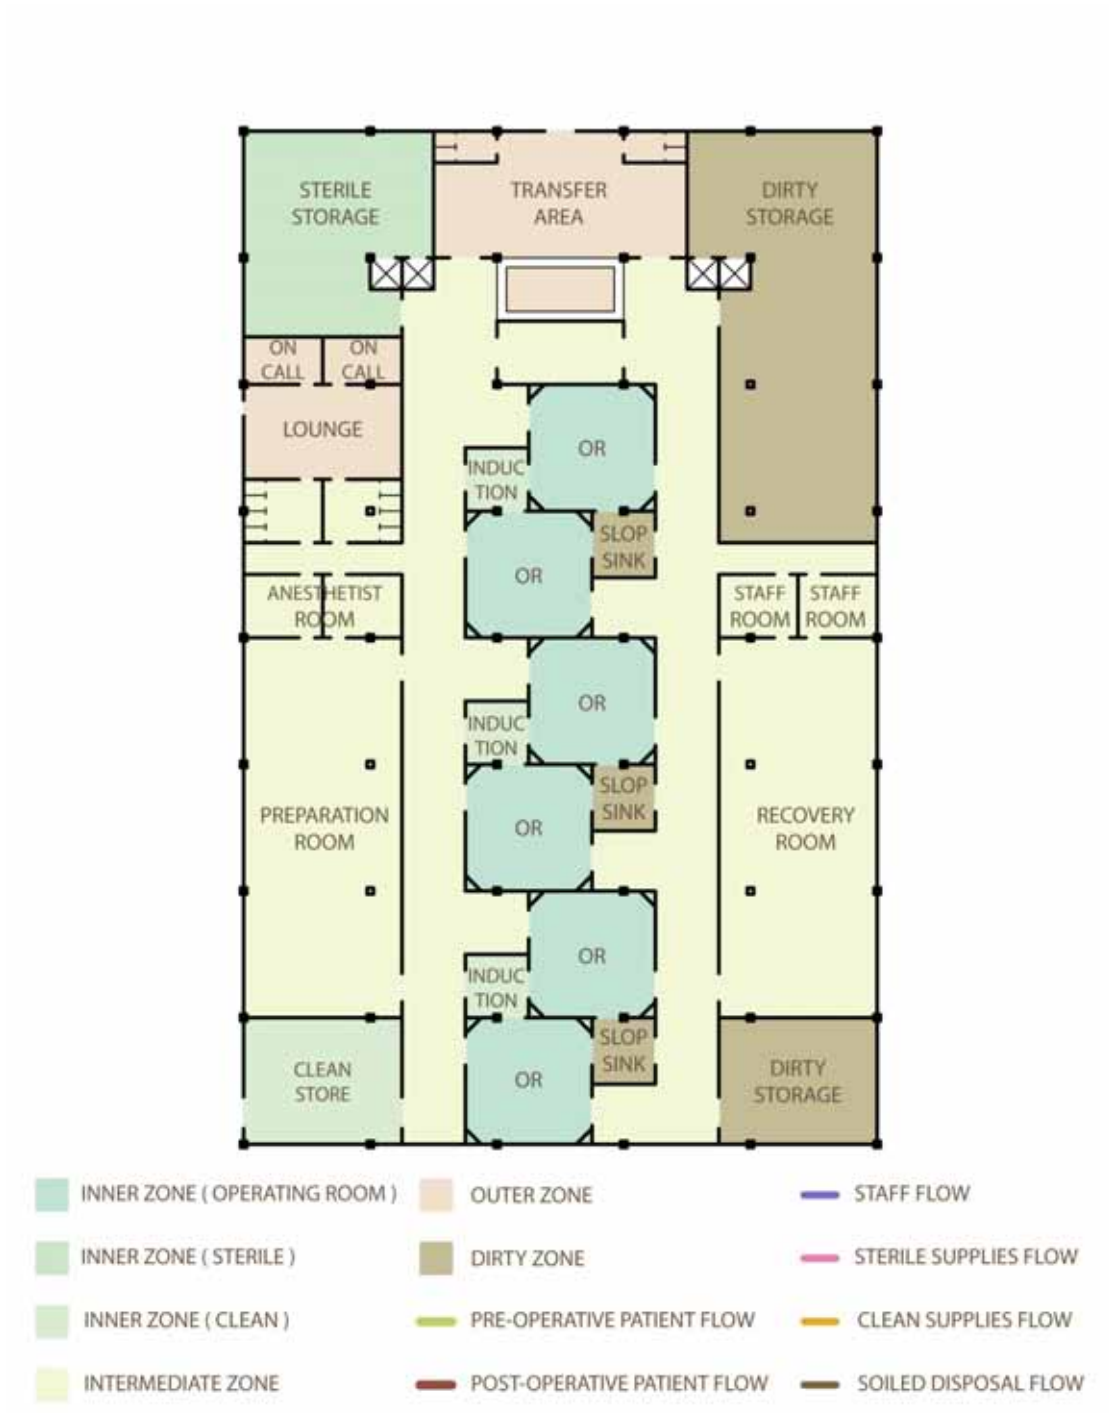 STERILE
STORAGE
TRANSFER
AREA
DIRTY
STORAGE
ON
CALL
ON
CALL
LOUNGE
OR
INDUC
TION
SLOP
SINK
OR
ANESTHETIST
ROOM
STAFF
ROOM
STAFF
ROOM
OR
INDUC
TION
SLOP
SINK
PREPARATION
ROOM
OR
RECOVERY
ROOM
OR
INDUC
TION
SLOP
SINK
CLEAN
STORE
OR
DIRTY
STORAGE
INNER ZONE ( OPERATING ROOM )
OUTER ZONE
STAFF FLOW
INNER ZONE ( STERILE )
DIRTY ZONE
STERILE SUPPLIES FLOW
INNER ZONE ( CLEAN )
PRE-OPERATIVE PATIENT FLOW
CLEAN SUPPLIES FLOW
INTERMEDIATE ZONE
POST-OPERATIVE PATIENT FLOW
SOILED DISPOSAL FLOW